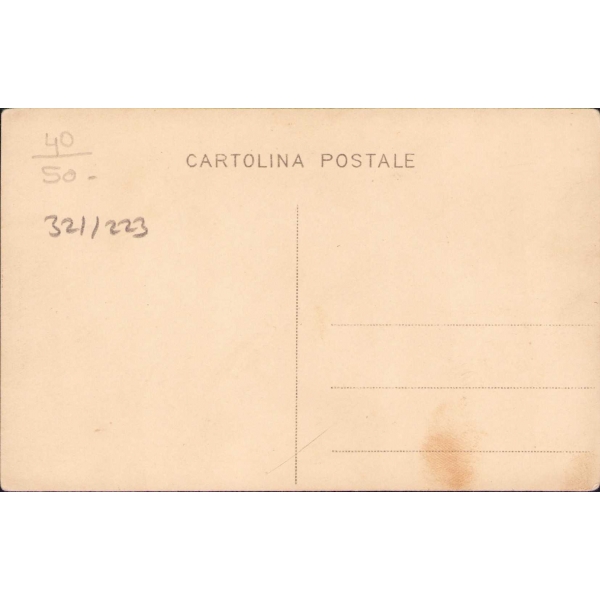 40
50-
CARTOLINA POSTALE
321/223